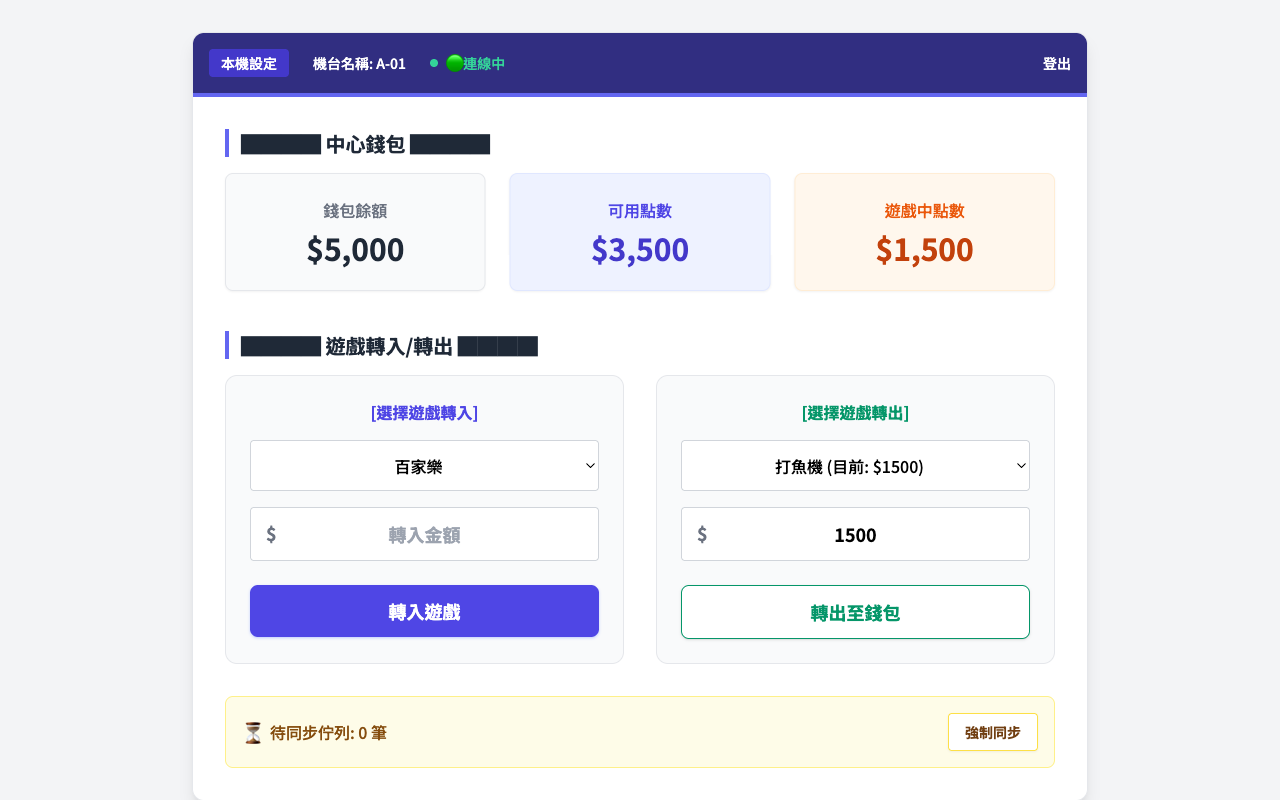 本機設定 機台名稱: A-01 連線中 登出
中心錢包
錢包餘額 可用點數 遊戲中點數
$5,000 $3,500 $1,500
遊戲轉入/轉出
[選擇遊戲轉入] [選擇遊戲轉出]
百家樂 打魚機 (目前: $1500)
$ 轉入金額 $ 1500
轉入遊戲 轉出至錢包
待同步佇列: 0 筆 強制同步